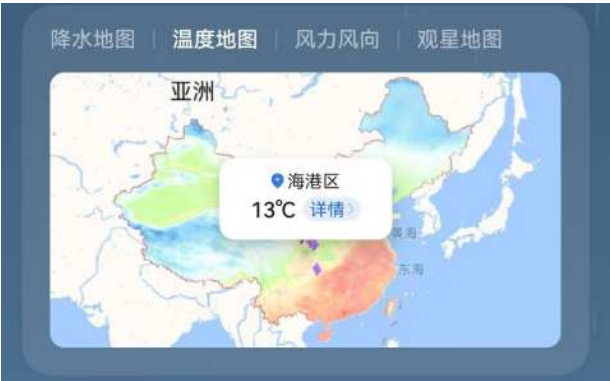 降水地图 | 温度地图 | 风力风向 | 观星地图
亚洲
海港区
13℃ 详情
黄海
东海